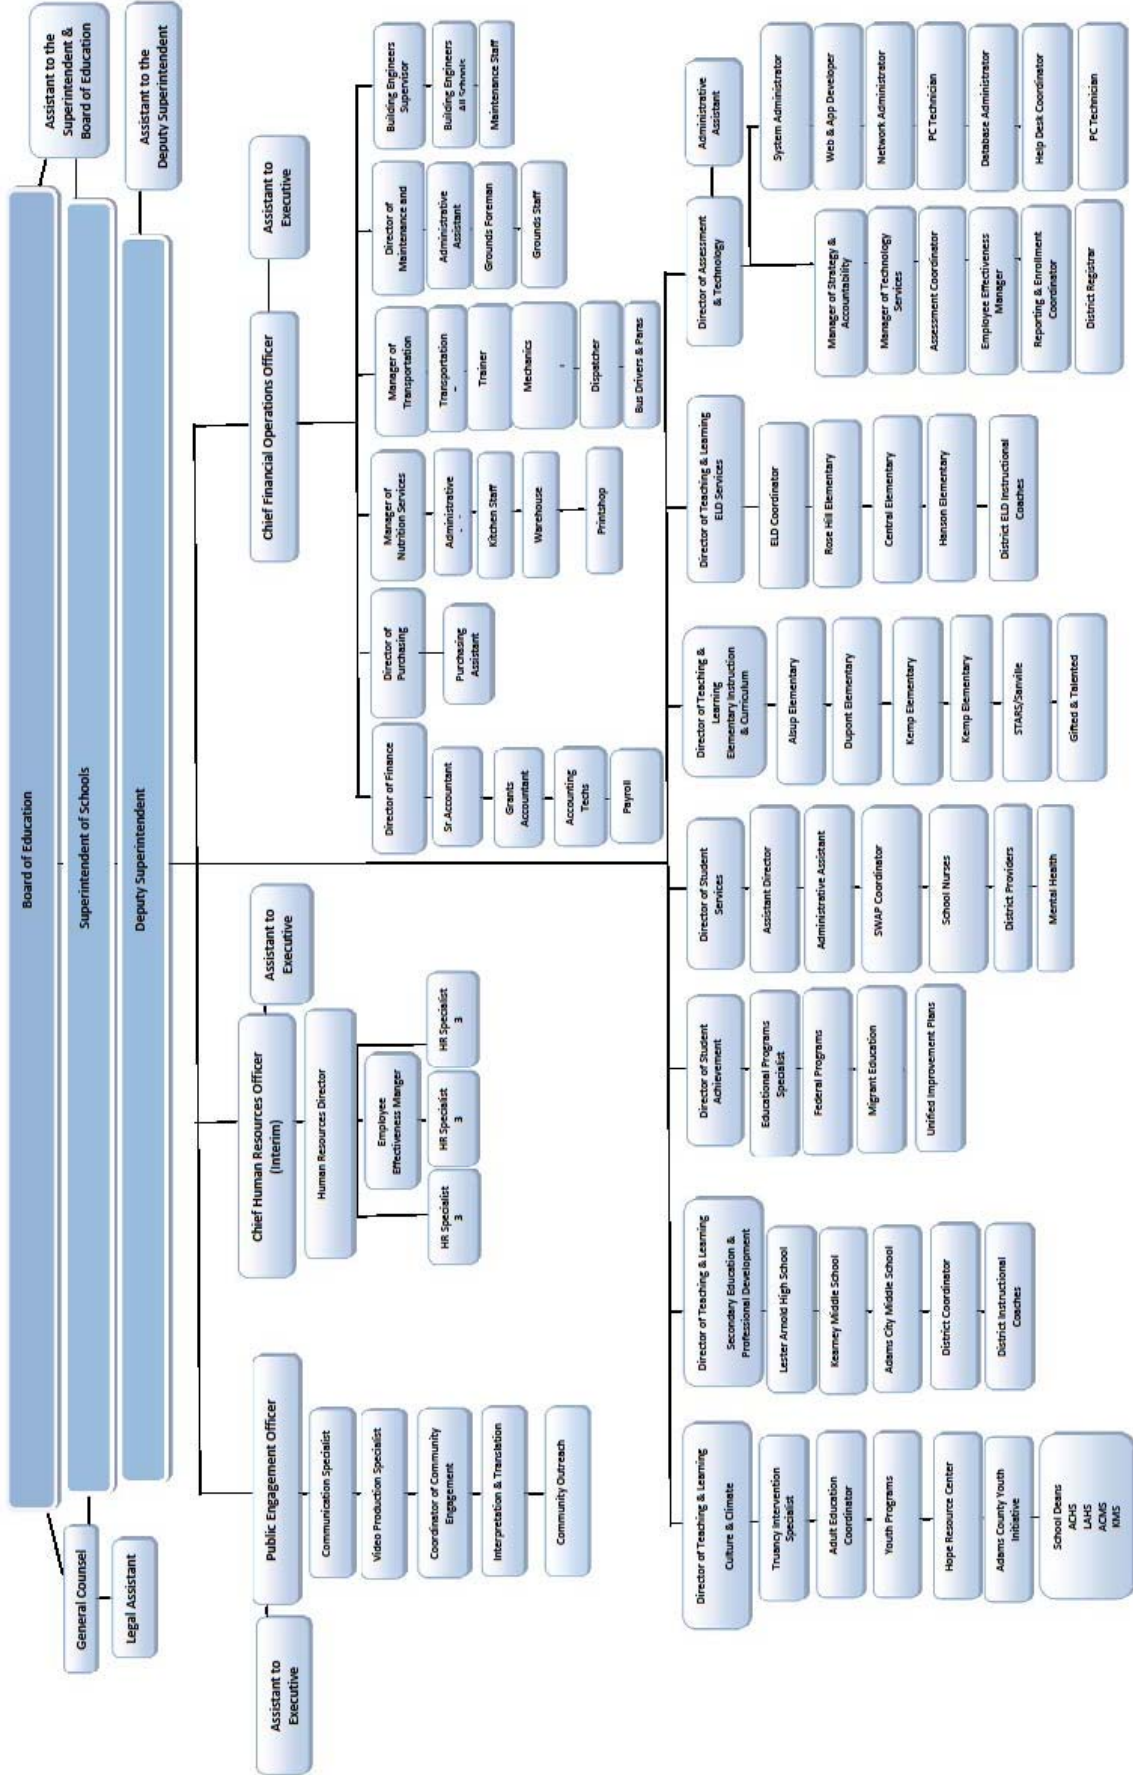 Board of Education
Assistant to the
Superintendent &
Board of Education
Superintendent of Schools
General Counsel
Legal Assistant
Deputy Superintendent
Assistant to the
Deputy Superintendent
Assistant to
Executive
Public Engagement Officer
Communication Specialist
Video Production Specialist
Coordinator of Community
Engagement
Interpretation & Translation
Community Outreach
Chief Human Resources Officer
(Interim)
Assistant to
Executive
Human Resources Director
Employee
Effectiveness Manger
HR Specialist
3
HR Specialist
3
HR Specialist
3
Chief Financial Operations Officer
Assistant to
Executive
Director of Finance
Sr.Accountant
Grants
Accountant
Accounting
Techs
Payroll
Director of
Purchasing
Purchasing
Assistant
Manager of
Nutrition Services
Administrative
Kitchen Staff
Warehouse
Printshop
Manager of
Transportation
Transportation
Trainer
Mechanics
Dispatcher
Bus Drivers & Paras
Director of
Maintenance and
Administrative
Assistant
Grounds Foreman
Grounds Staff
Building Engineers
Supervisor
Building Engineers
All Schools
Maintenance Staff
Director of Teaching & Learning
Culture & Climate
Truancy Intervention
Specialist
Adult Education
Coordinator
Youth Programs
Hope Resource Center
Adams County Youth
Initiative
School Deans
ACHS
LAHS
ACMS
KMS
Director of Teaching & Learning
Secondary Education &
Professional Development
Lester Arnold High School
Kearney Middle School
Adams City Middle School
District Coordinator
District Instructional
Coaches
Director of Student
Achievement
Educational Programs
Specialist
Federal Programs
Migrant Education
Unified Improvement Plans
Director of Student
Services
Assistant Director
Administrative Assistant
SWAP Coordinator
School Nurses
District Providers
Mental Health
Director of Teaching &
Learning
Elementary Instruction
& Curriculum
Alsup Elementary
Dupont Elementary
Kemp Elementary
Kemp Elementary
STARS/Sanville
Gifted & Talented
Director of Teaching & Learning
ELD Services
ELD Coordinator
Rose Hill Elementary
Central Elementary
Hanson Elementary
District ELD Instructional
Coaches
Director of Assessment
& Technology
Administrative
Assistant
Manager of Strategy &
Accountability
Manager of Technology
Services
Assessment Coordinator
Employee Effectiveness
Manager
Reporting & Enrollment
Coordinator
District Registrar
System Administrator
Web & App Developer
Network Administrator
PC Technician
Database Administrator
Help Desk Coordinator
PC Technician